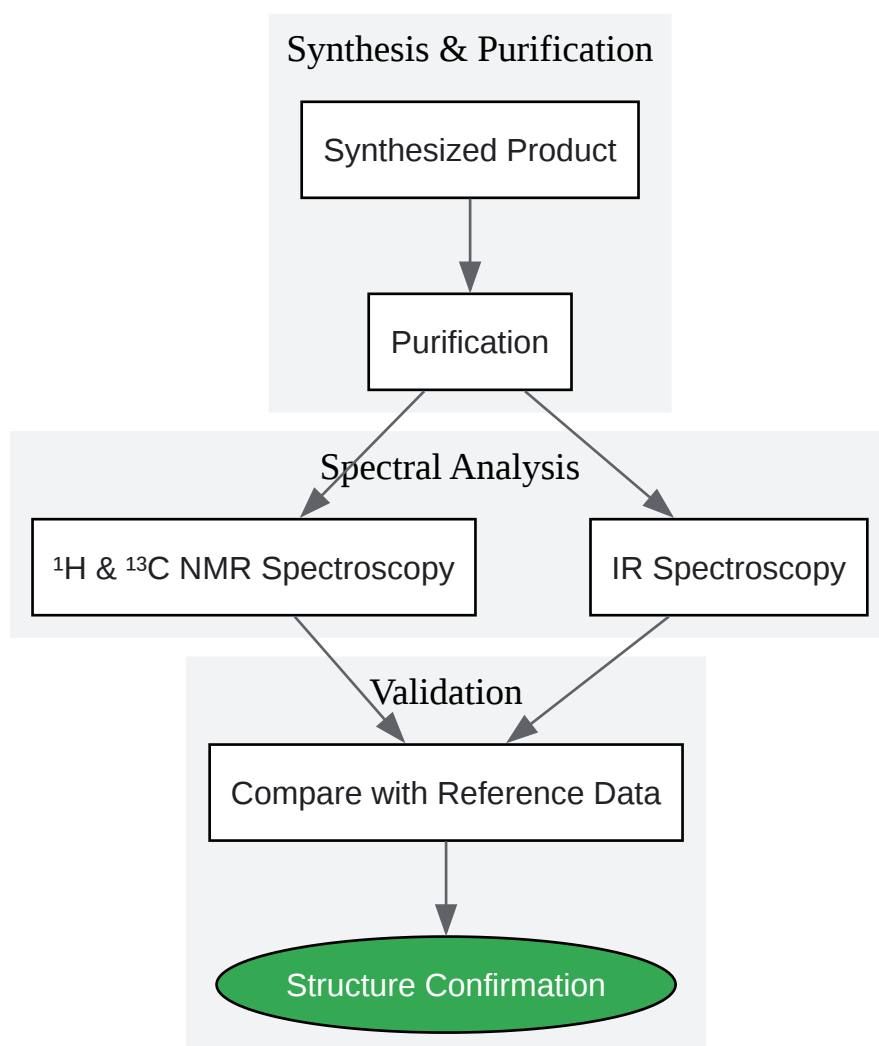 Synthesis & Purification
Synthesized Product
Purification
Spectral Analysis
¹H & ¹³C NMR Spectroscopy
IR Spectroscopy
Validation
Compare with Reference Data
Structure Confirmation